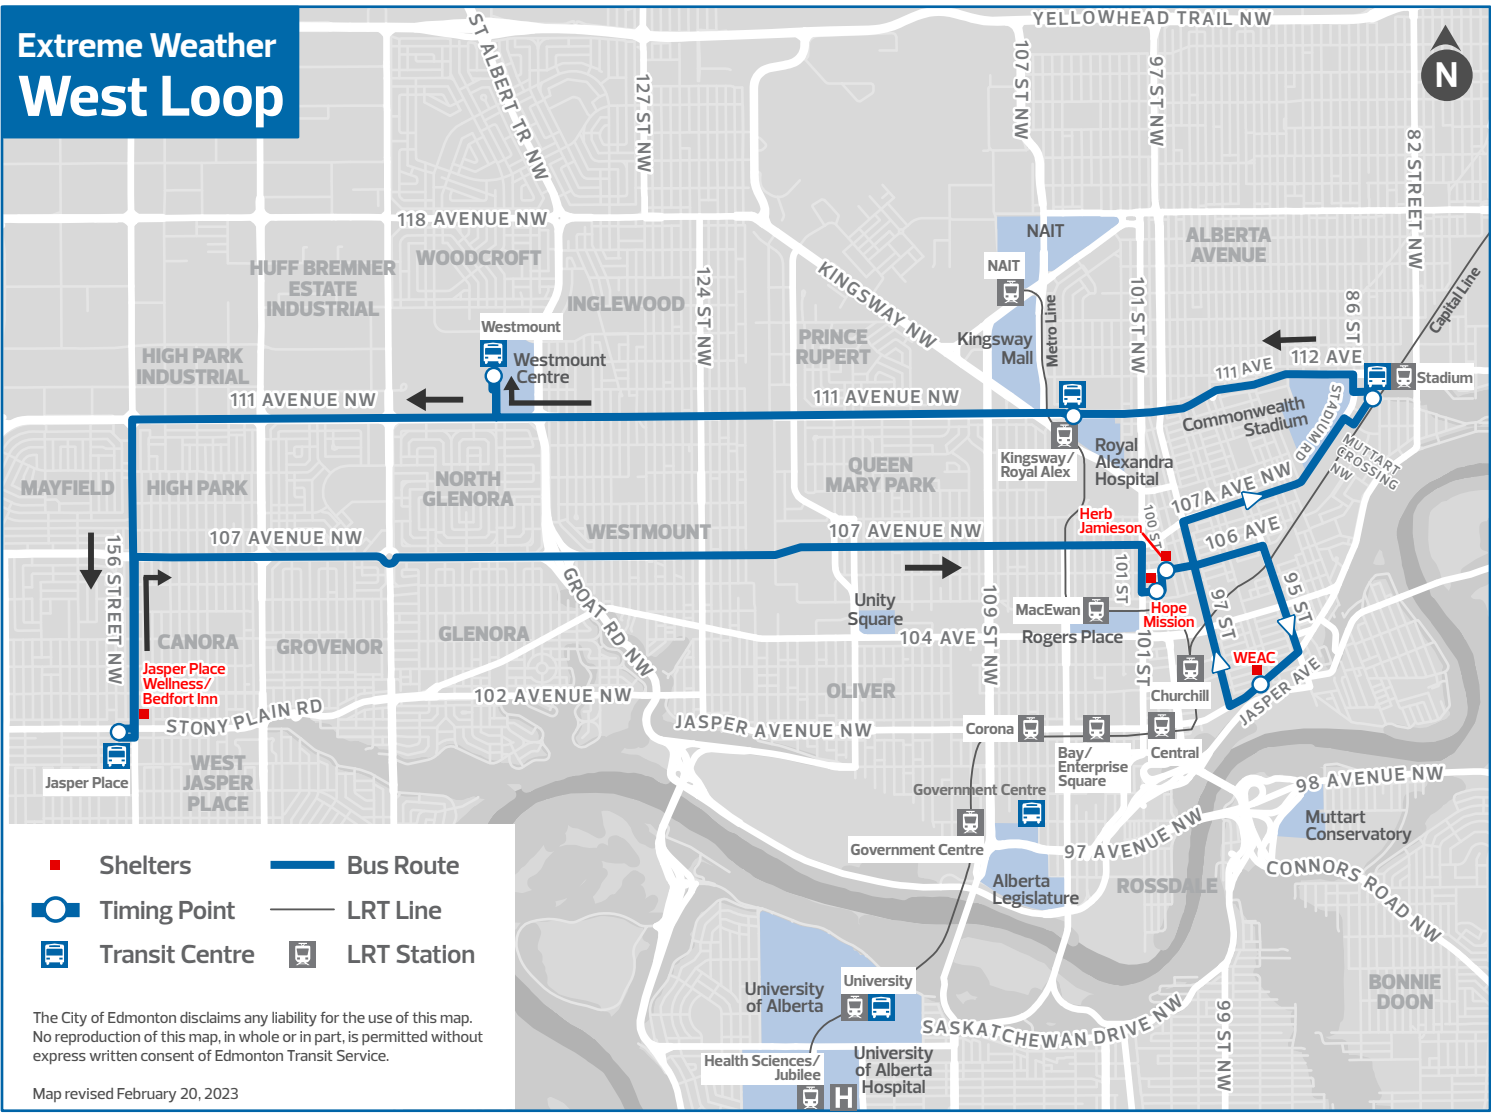 Extreme Weather
West Loop
YELLOWHEAD TRAIL NW
N
ST ALBERT TR NW
127 ST NW
107 ST NW
97 ST NW
82 STREET NW
118 AVENUE NW
NAIT
ALBERTA
AVENUE
WOODCROFT
HUFF BREMNER
ESTATE
INDUSTRIAL
NAIT
KINGSWAY NW
124 ST NW
101 ST NW
86 ST
Capital Line
INGLEWOOD
Metro Line
Westmount
Westmount
Centre
PRINCE
RUPERT
Kingsway
Mall
HIGH PARK
INDUSTRIAL
112 AVE
111 AVE
Stadium
111 AVENUE NW
111 AVENUE NW
Commonwealth
Stadium
STADIUM RD
MUTTART
CROSSING
NW
Kingsway/
Royal Alex
Royal
Alexandra
Hospital
MAYFIELD
HIGH PARK
NORTH
GLENORA
QUEEN
MARY PARK
107A AVE NW
Herb
Jamieson
100 ST
106 AVE
WESTMOUNT
107 AVENUE NW
107 AVENUE NW
156 STREET NW
101 ST
GROAT RD NW
109 ST NW
97 ST
95 ST
Unity
Square
MacEwan
Hope
Mission
Rogers Place
104 AVE
CANORA
GROVENOR
GLENORA
101 ST
WEAC
Jasper Place
Wellness/
Bedfort Inn
Churchill
JASPER AVE
102 AVENUE NW
OLIVER
STONY PLAIN RD
JASPER AVENUE NW
Corona
Bay/
Enterprise
Square
Central
WEST
JASPER
PLACE
Jasper Place
98 AVENUE NW
Government Centre
Muttart
Conservatory
Government Centre
97 AVENUE NW
CONNORS ROAD NW
ROSSDALE
Alberta
Legislature
Shelters
Bus Route
Timing Point
LRT Line
Transit Centre
LRT Station
University
University
of Alberta
BONNIE
DOON
SASKATCHEWAN DRIVE NW
99 ST NW
Health Sciences/
Jubilee
University
of Alberta
Hospital
H
The City of Edmonton disclaims any liability for the use of this map.
No reproduction of this map, in whole or in part, is permitted without
express written consent of Edmonton Transit Service.
Map revised February 20, 2023